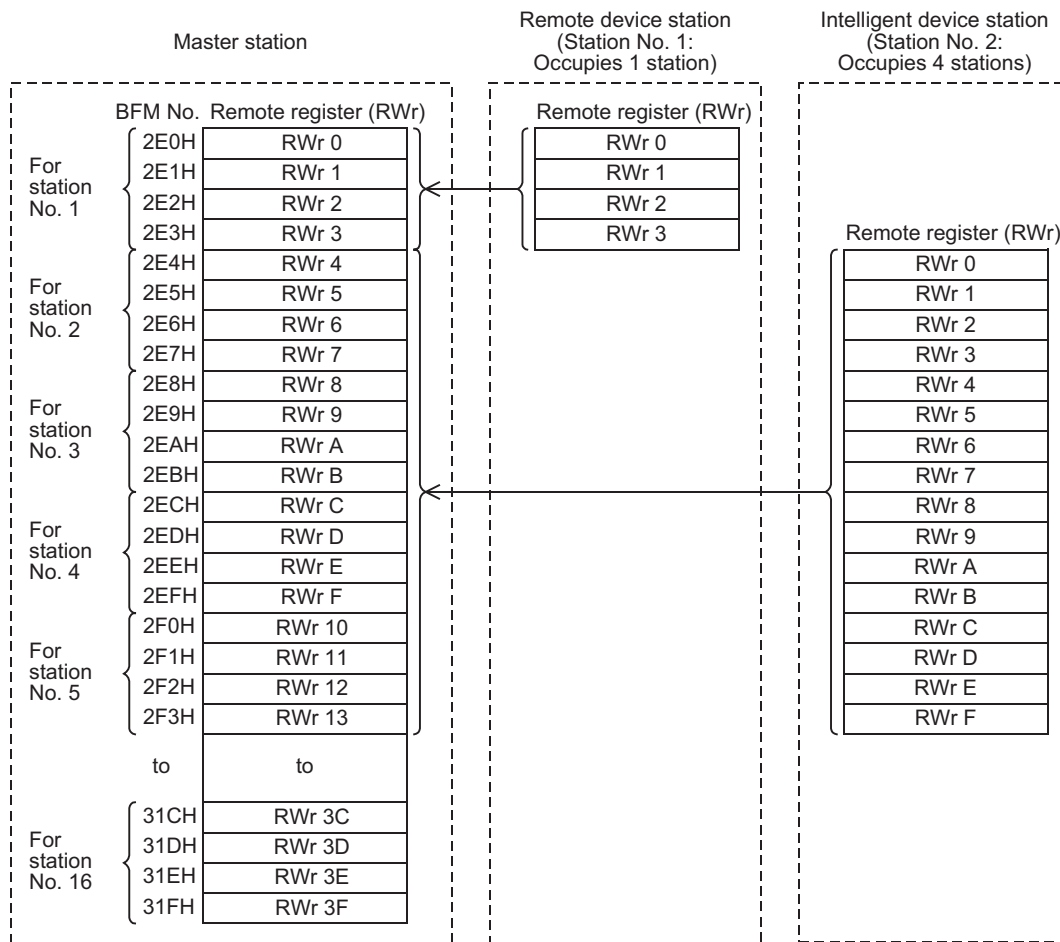 Master station
Remote device station
(Station No. 1:
Occupies 1 station)
Intelligent device station
(Station No. 2:
Occupies 4 stations)
BFM No. Remote register (RWr)
For
station
No. 1
2E0H RWr 0
2E1H RWr 1
2E2H RWr 2
2E3H RWr 3
For
station
No. 2
2E4H RWr 4
2E5H RWr 5
2E6H RWr 6
2E7H RWr 7
For
station
No. 3
2E8H RWr 8
2E9H RWr 9
2EAH RWr A
2EBH RWr B
For
station
No. 4
2ECH RWr C
2EDH RWr D
2EEH RWr E
2EFH RWr F
For
station
No. 5
2F0H RWr 10
2F1H RWr 11
2F2H RWr 12
2F3H RWr 13
to to
For
station
No. 16
31CH RWr 3C
31DH RWr 3D
31EH RWr 3E
31FH RWr 3F
Remote register (RWr)
RWr 0
RWr 1
RWr 2
RWr 3
Remote register (RWr)
RWr 0
RWr 1
RWr 2
RWr 3
RWr 4
RWr 5
RWr 6
RWr 7
RWr 8
RWr 9
RWr A
RWr B
RWr C
RWr D
RWr E
RWr F